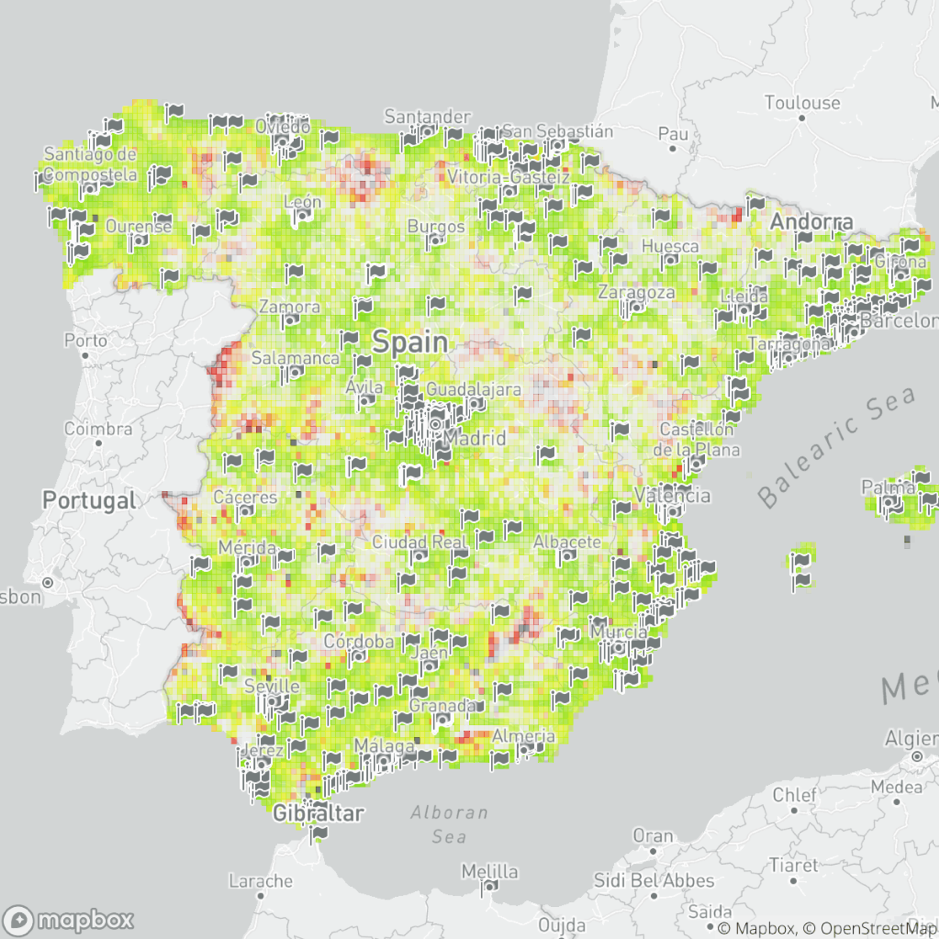 Toulouse
Santander
Oviedo
San Sebastián
Pau
Santiago de
Compostela
Vitoria-Gasteiz
León
Andorra
Ourense
Burgos
Huesca
Girona
Zamora
Zaragoza
Lleida
Barcelon
Porto
Spain
Tarragona
Salamanca
Ávila
Guadalajara
Coimbra
Madrid
Castellón
de la Plana
Balearic Sea
Portugal
Cáceres
Valencia
Palma
Mérida
Ciudad Real
Albacete
sbon
Córdoba
Jaén
Murcia
Seville
Granada
Me
Jerez
Málaga
Almeria
Algier
Gibraltar
Alboran
Sea
Chlef
Medea
Oran
Melilla
Tiaret
Larache
Sidi Bel Abbes
Saida
Oujda
mapbox
© Mapbox, © OpenStreetMap